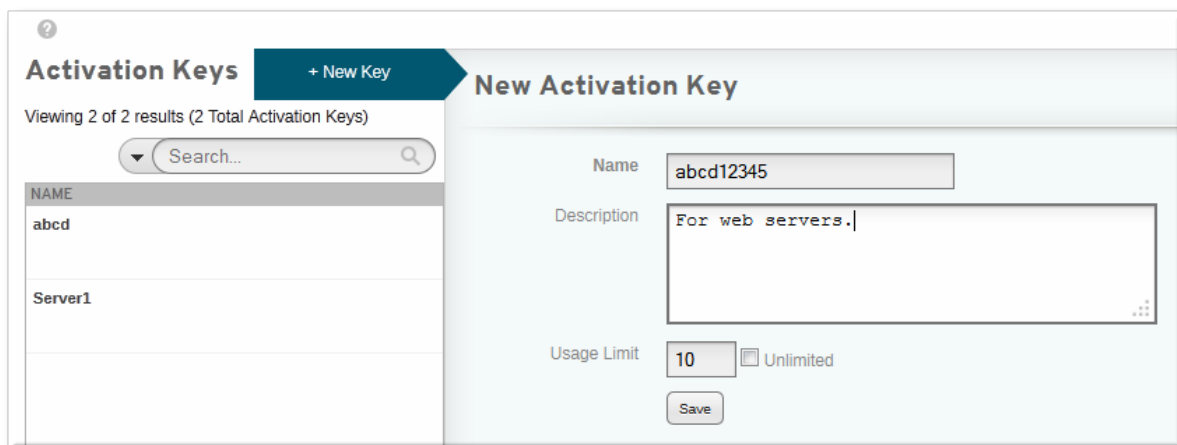 ?
Activation Keys
+ New Key
Viewing 2 of 2 results (2 Total Activation Keys)
Search...
NAME
abcd
Server1
New Activation Key
Name
abcd12345
Description
For web servers.
Usage Limit
10
Unlimited
Save